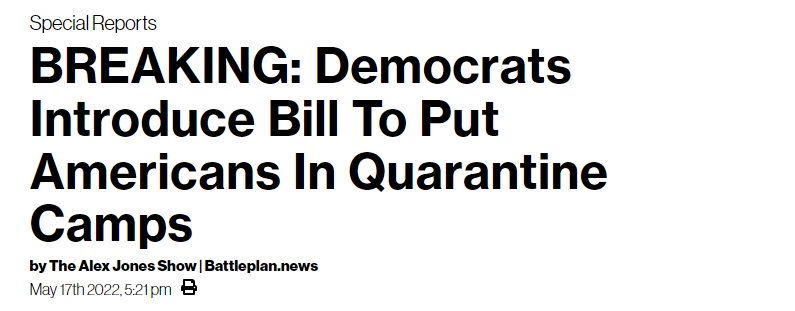 Special Reports
BREAKING: Democrats
Introduce Bill To Put
Americans In Quarantine
Camps
by The Alex Jones Show | Battleplan.news
May 17th 2022, 5:21 pm